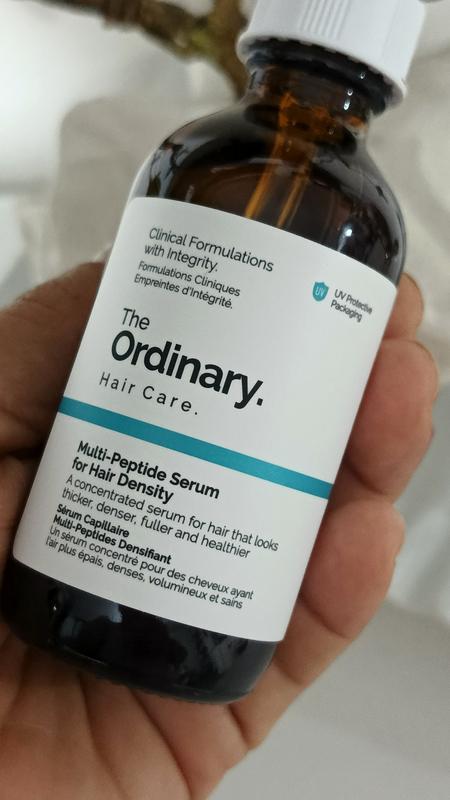 Clinical Formulations
with Integrity.
Formulations Cliniques
Empreintes d'Intégrité.
UV
UV Protective
Packaging
The
Ordinary.
Hair Care.
Multi-Peptide Serum
for Hair Density
A concentrated serum for hair that looks
thicker, denser, fuller and healthier
Sérum Capillaire
Multi-Peptides Densifiant
Un sérum concentré pour des cheveux ayant
l'air plus épais, denses, volumineux et sains